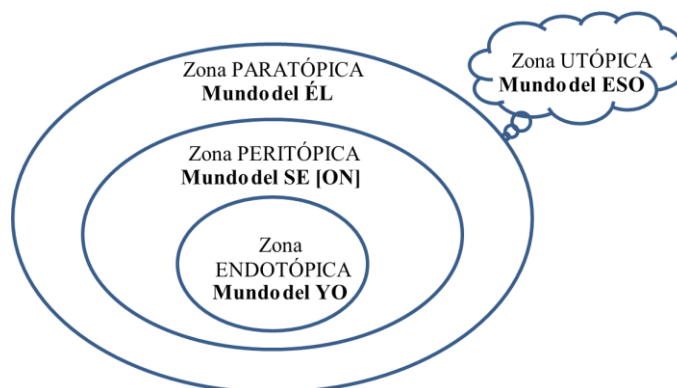 Zona PARATÓPICA
Mundo del ÉL
Zona UTÓPICA
Mundo del ESO
Zona PERITÓPICA
Mundo del SE [ON]
Zona
ENDOTÓPICA
Mundo del YO